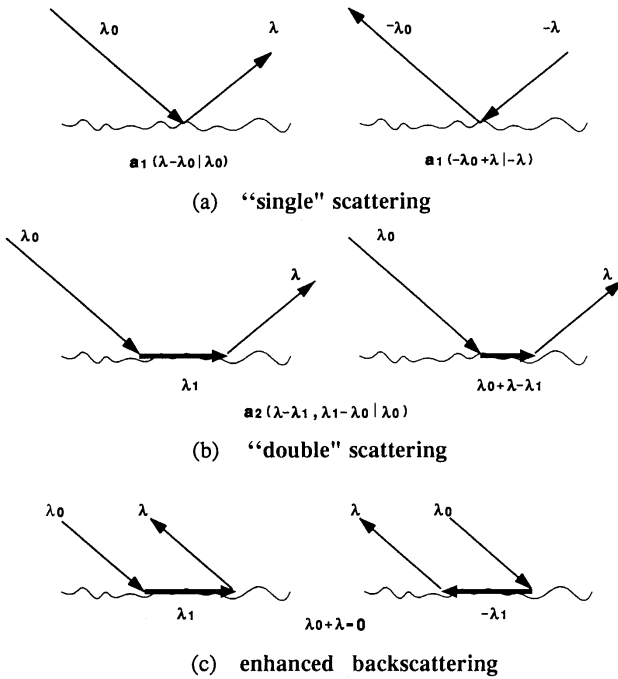 λ0 λ -λ0 -λ
a1(λ-λ0|λ0) a1(-λ0+λ|-λ)
(a) “single" scattering
λ0 λ λ0 λ
λ1 λ0+λ-λ1
a2(λ-λ1,λ1-λ0|λ0)
(b) “double" scattering
λ0 λ λ λ0
λ1 -λ1
λ0+λ=0
(c) enhanced backscattering